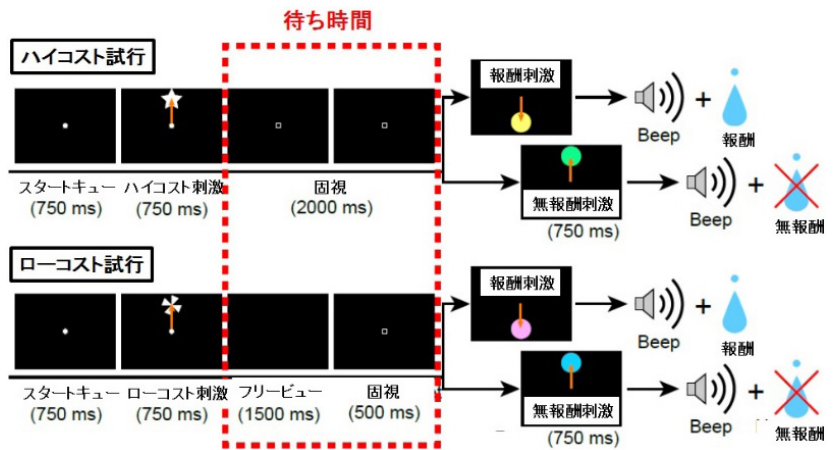 待ち時間
ハイコスト試行
報酬刺激
Beep
報酬
スタートキュー
(750 ms)
ハイコスト刺激
(750 ms)
固視
(2000 ms)
無報酬刺激
(750 ms)
Beep
無報酬
ローコスト試行
報酬刺激
Beep
報酬
スタートキュー
(750 ms)
ローコスト刺激
(750 ms)
フリービュー
(1500 ms)
固視
(500 ms)
無報酬刺激
(750 ms)
Beep
無報酬